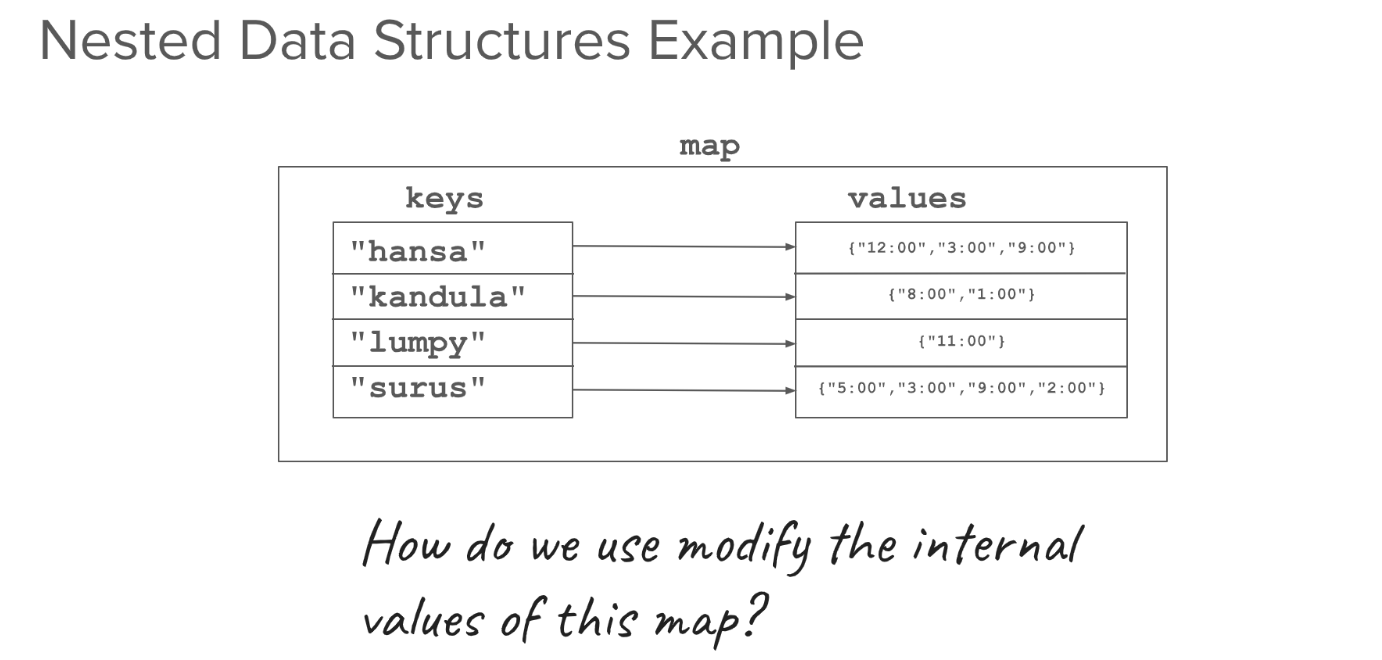 Nested Data Structures Example
map
keys values
"hansa" {"12:00","3:00","9:00"}
"kandula" {"8:00","1:00"}
"lumpy" {"11:00"}
"surus" {"5:00","3:00","9:00","2:00"}
How do we use modify the internal
values of this map?